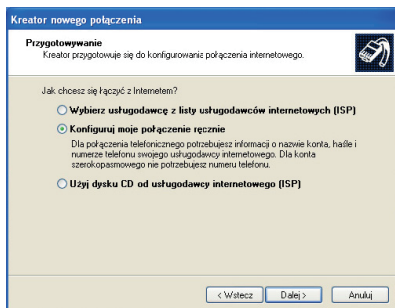 Kreator nowego połączenia
Przygotowywanie
Kreator przygotowuje się do konfigurowania połączenia internetowego.
Jak chcesz się łączyć z Internetem?
Wybierz usługodawcę z listy usługodawców internetowych (ISP)
Konfiguruj moje połączenie ręcznie
Dla połączenia telefonicznego potrzebujesz informacji o nazwie konta, haśle i
numerze telefonu swojego usługodawcy internetowego. Dla konta
szerokopasmowego nie potrzebujesz numeru telefonu.
Użyj dysku CD od usługodawcy internetowego (ISP)
< Wstecz Dalej > Anuluj